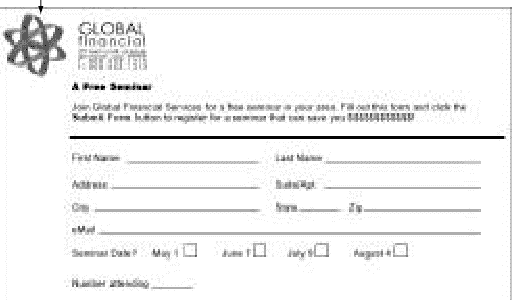 GLOBAL
financial
A Free Seminar
Join Global Financial Services for a free seminar in your area. Fill out this form and click the
Submit Form button to register for a seminar that can save you $$$$$$$$$$$!
First Name: Last Name:
Address: Suite/Apt.
City State Zip
eMail
Seminar Date? May 1 June 7 July 9 August 4
Number attending